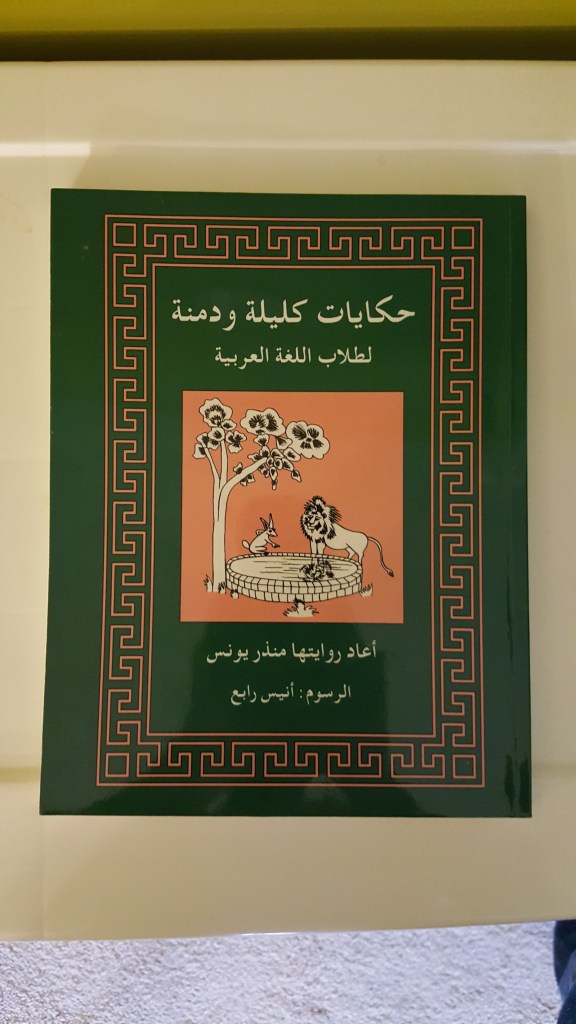 حكايات كليلة ودمنة
لطلاب اللغة العربية
أعاد روايتها منذر يونس
الرسوم: أنيس رابع